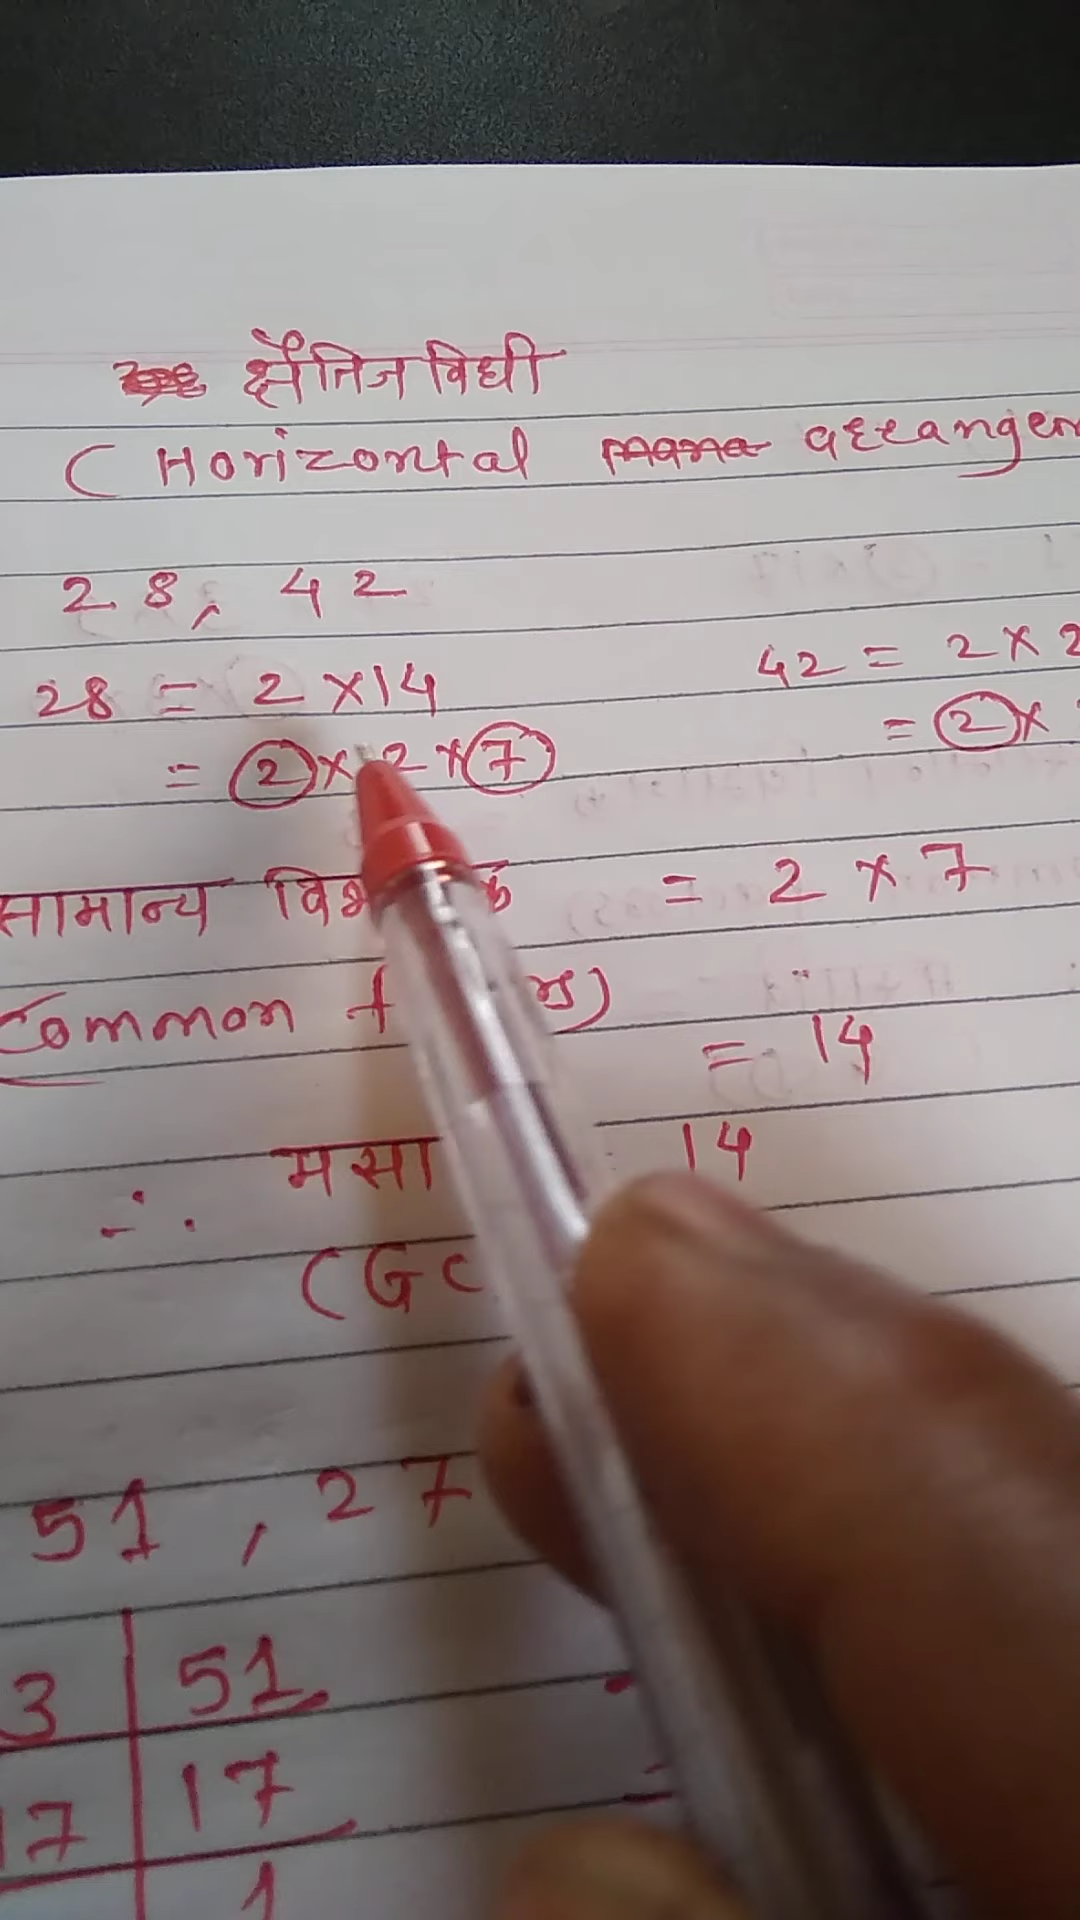 क्षैतिज विधी
(Horizontal arrangem
28, 42
28 = 2 × 14
42 = 2 × 2
= 2 × 2 × 7
= 2 ×
सामान्य = 2 × 7
Common
= 14
∴ मसा 14
(GC
51, 27
3 51
17 17
1